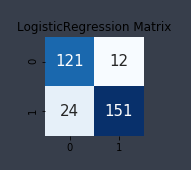 LogisticRegression Matrix
0 121 12
1 24 151
0 1